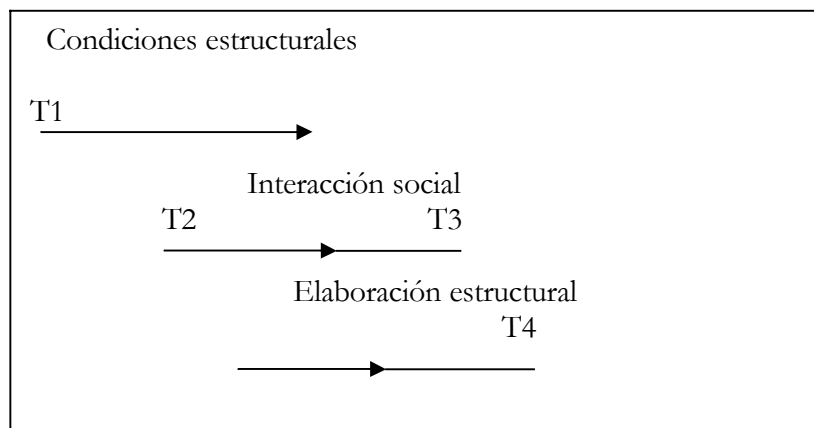 Condiciones estructurales
T1
Interacción social
T2 T3
Elaboración estructural
T4